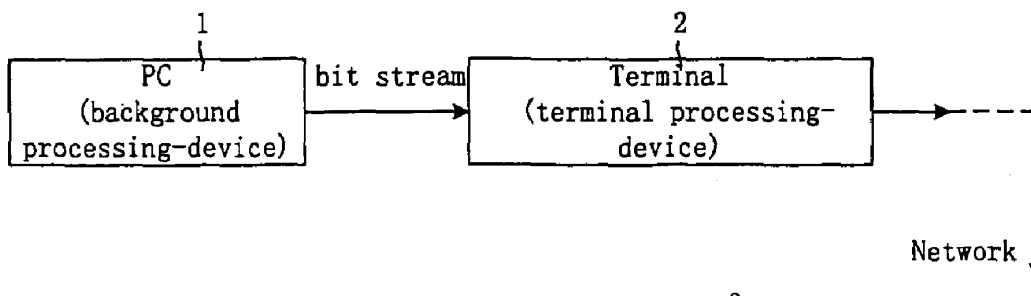 1
2
PC
(background
processing-device)
bit stream
Terminal
(terminal processing-
device)
Network